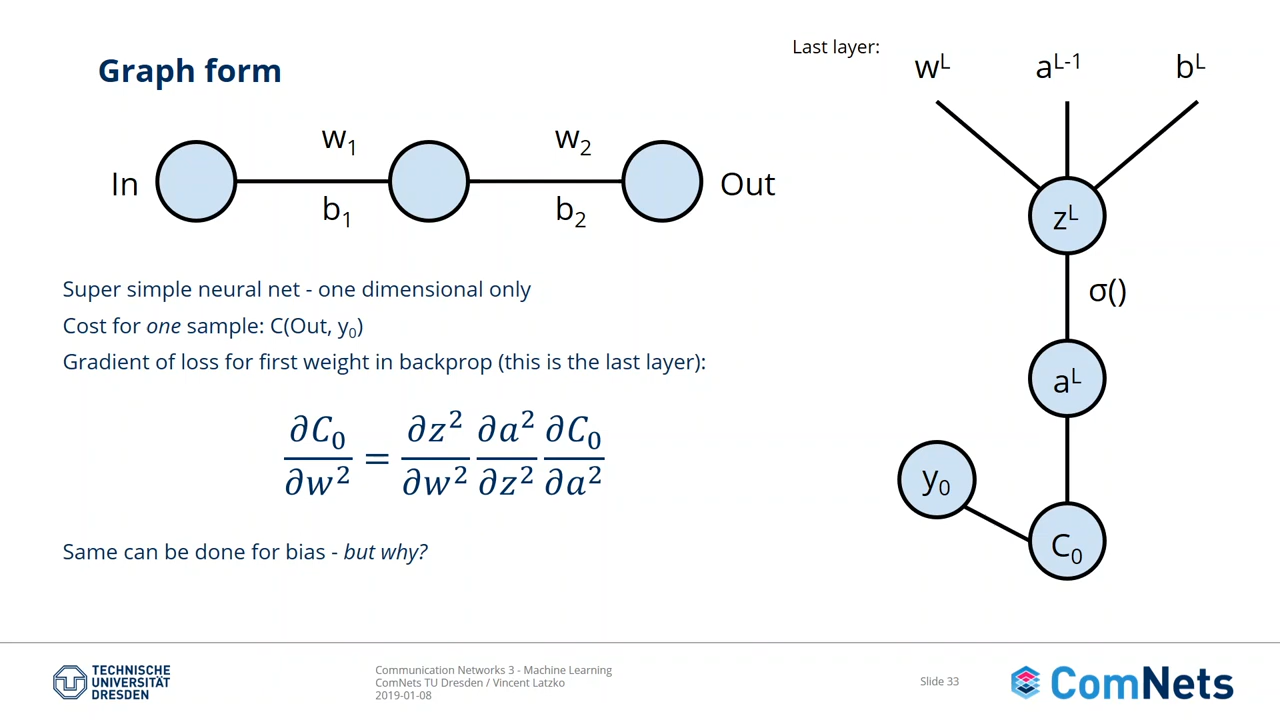 Graph form
Last layer:
w^L a^L-1 b^L
In w₁ b₁ w₂ b₂ Out
z^L
σ()
a^L
y₀
C₀
Super simple neural net - one dimensional only
Cost for one sample: C(Out, y₀)
Gradient of loss for first weight in backprop (this is the last layer):
∂C₀/∂w² = ∂z²/∂w² ∂a²/∂z² ∂C₀/∂a²
Same can be done for bias - but why?
TECHNISCHE
UNIVERSITÄT
DRESDEN
Communication Networks 3 - Machine Learning
ComNets TU Dresden / Vincent Latzko
2019-01-08
Slide 33
ComNets